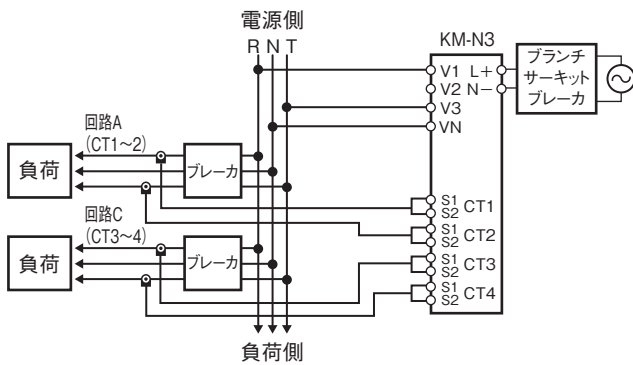 電源側
R N T
KM-N3
V1 L+
V2 N−
V3
VN
ブランチ
サーキット
ブレーカ
回路A
(CT1~2)
負荷
ブレーカ
回路C
(CT3~4)
負荷
ブレーカ
S1
S2 CT1
S1
S2 CT2
S1
S2 CT3
S1
S2 CT4
負荷側